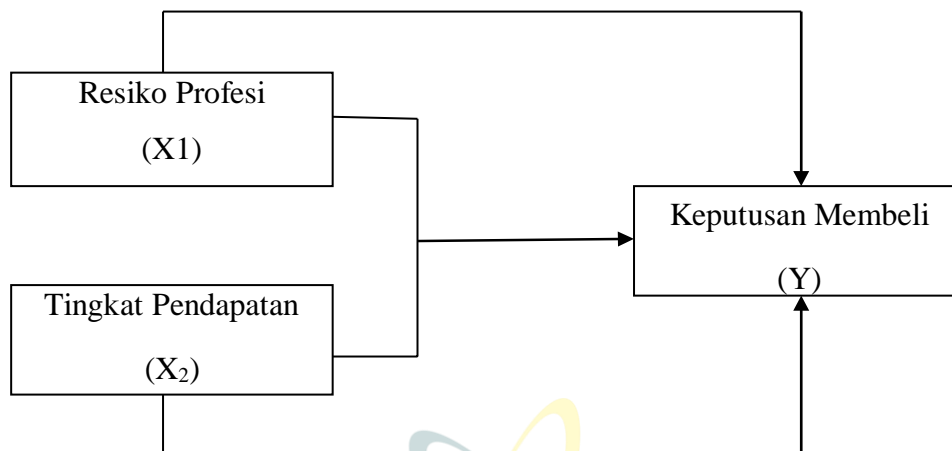 Resiko Profesi
(X1)
Keputusan Membeli
(Y)
Tingkat Pendapatan
(X₂)